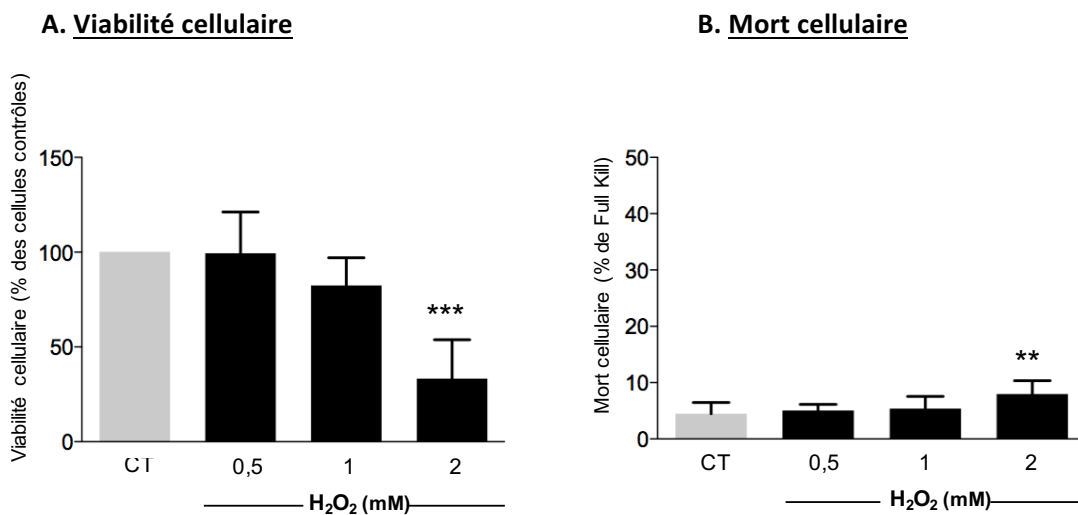 A. Viabilité cellulaire
Viabilité cellulaire (% des cellules contrôles)
150
100
50
0
***
CT
0,5
1
2
H₂O₂ (mM)
B. Mort cellulaire
Mort cellulaire (% de Full Kill)
50
40
30
20
10
0
**
CT
0,5
1
2
H₂O₂ (mM)